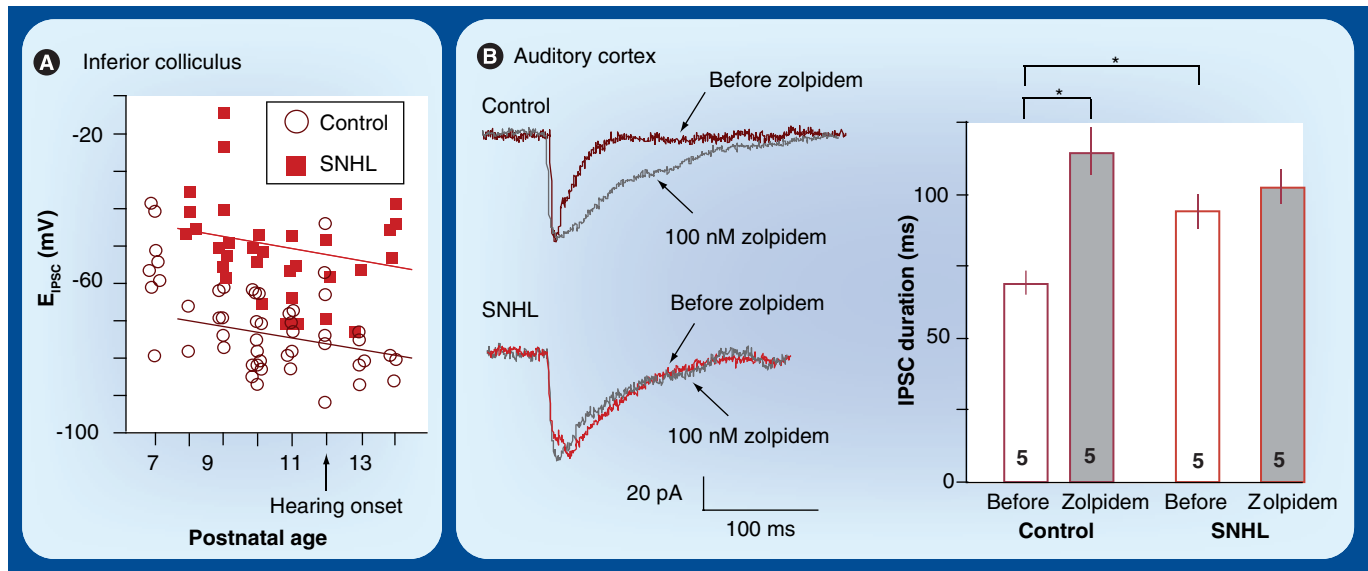 A Inferior colliculus
Control
SNHL
-20
-60
-100
E_IPSC (mV)
7 9 11 13
Hearing onset
Postnatal age
B Auditory cortex
Control
Before zolpidem
100 nM zolpidem
SNHL
Before zolpidem
100 nM zolpidem
20 pA
100 ms
* *
IPSC duration (ms)
100
50
0
5 5 5 5
Before Zolpidem Before Zolpidem
Control SNHL